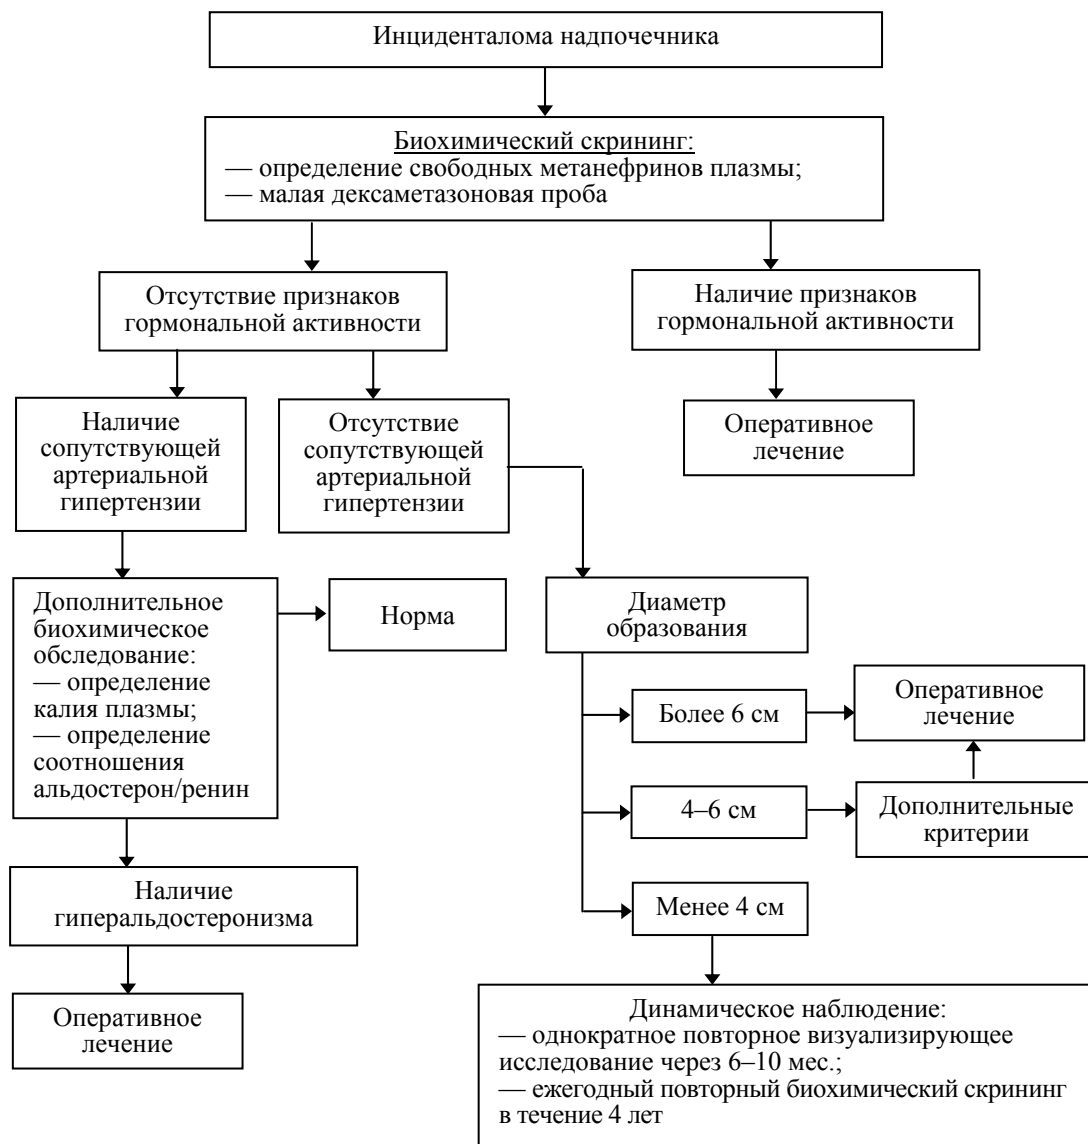 Инциденталома надпочечника
Биохимический скрининг:
— определение свободных метанефринов плазмы;
— малая дексаметазоновая проба
Отсутствие признаков
гормональной активности
Наличие признаков
гормональной активности
Наличие
сопутствующей
артериальной
гипертензии
Отсутствие
сопутствующей
артериальной
гипертензии
Оперативное
лечение
Дополнительное
биохимическое
обследование:
— определение
калия плазмы;
— определение
соотношения
альдостерон/ренин
Норма
Диаметр
образования
Более 6 см
Оперативное
лечение
4–6 см
Дополнительные
критерии
Менее 4 см
Наличие
гиперальдостеронизма
Оперативное
лечение
Динамическое наблюдение:
— однократное повторное визуализирующее
исследование через 6–10 мес.;
— ежегодный повторный биохимический скрининг
в течение 4 лет